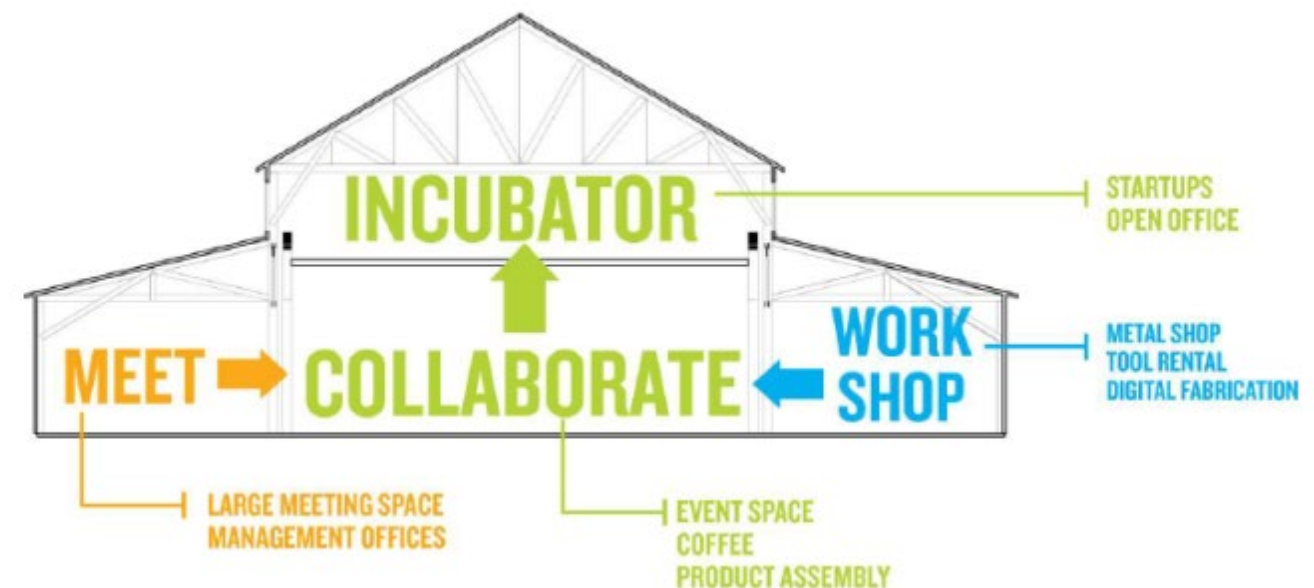 INCUBATOR
STARTUPS
OPEN OFFICE
MEET
COLLABORATE
WORK
SHOP
METAL SHOP
TOOL RENTAL
DIGITAL FABRICATION
LARGE MEETING SPACE
MANAGEMENT OFFICES
EVENT SPACE
COFFEE
PRODUCT ASSEMBLY